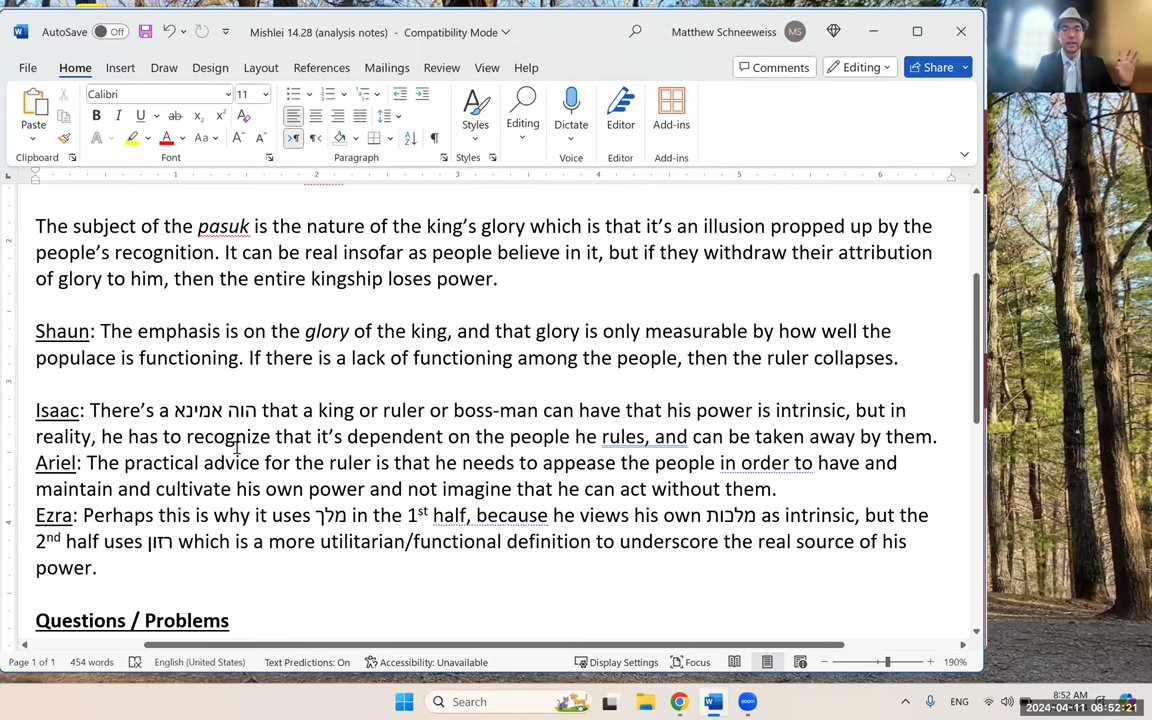 AutoSave Off Mishlei 14.28 (analysis notes) - Compatibility Mode Matthew Schneeweiss MS
File Home Insert Draw Design Layout References Mailings Review View Help Comments Editing Share
Calibri 11
Paste Styles Editing Dictate Editor Add-ins
Clipboard Font Paragraph Styles Voice Editor Add-ins
1 2 3 4 5 6
The subject of the pasuk is the nature of the king's glory which is that it's an illusion propped up by the
people's recognition. It can be real insofar as people believe in it, but if they withdraw their attribution
of glory to him, then the entire kingship loses power.
Shaun: The emphasis is on the glory of the king, and that glory is only measurable by how well the
populace is functioning. If there is a lack of functioning among the people, then the ruler collapses.
Isaac: There's a הוה אמינא that a king or ruler or boss-man can have that his power is intrinsic, but in
reality, he has to recognize that it's dependent on the people he rules, and can be taken away by them.
Ariel: The practical advice for the ruler is that he needs to appease the people in order to have and
maintain and cultivate his own power and not imagine that he can act without them.
Ezra: Perhaps this is why it uses מלך in the 1st half, because he views his own מלכות as intrinsic, but the
2nd half uses רזון which is a more utilitarian/functional definition to underscore the real source of his
power.
Questions / Problems
Page 1 of 1 454 words English (United States) Text Predictions: On Accessibility: Unavailable Display Settings Focus 190%
Search ENG 8:52 AM
2024-04-11 08:52:21